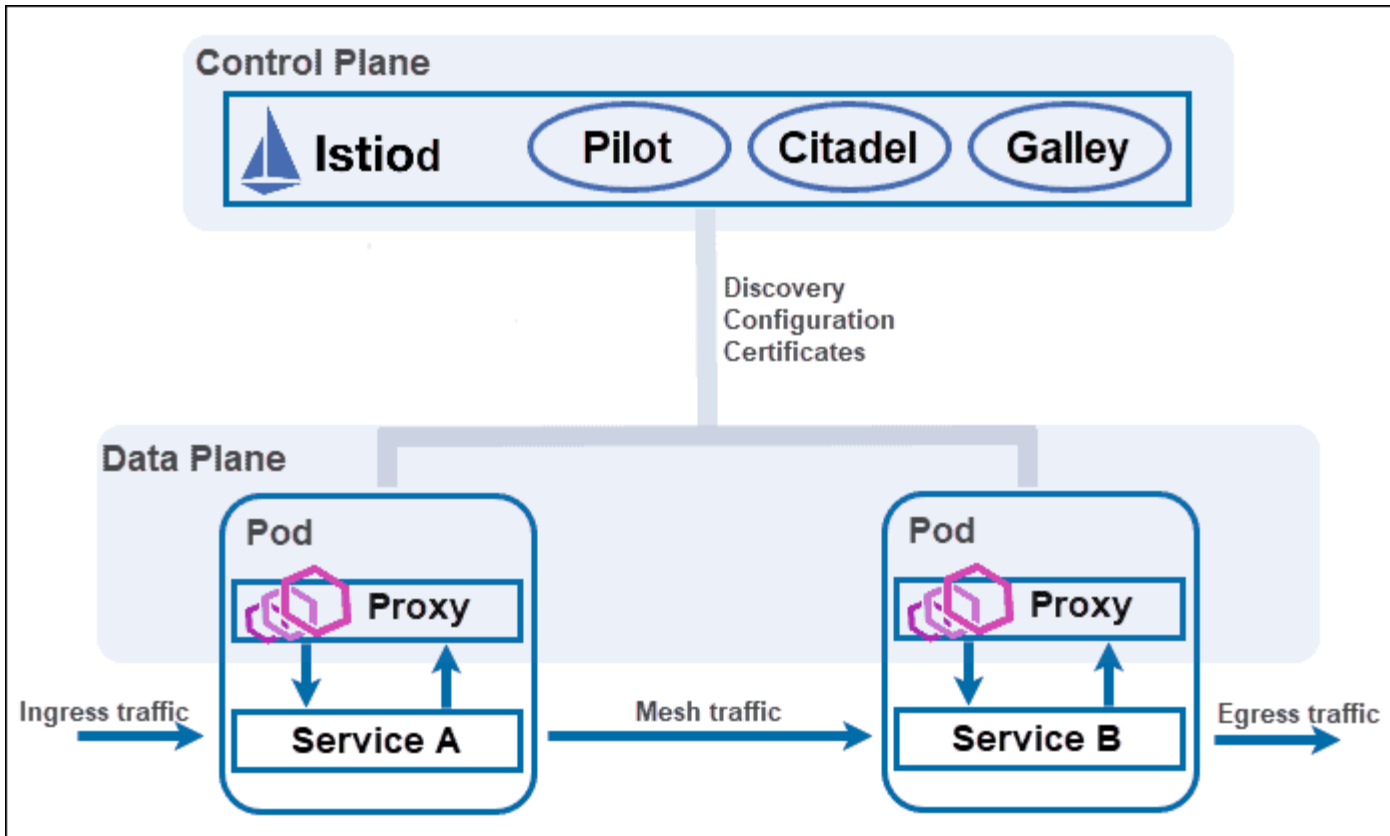 Control Plane
Istiod
Pilot
Citadel
Galley
Discovery
Configuration
Certificates
Data Plane
Pod
Proxy
Pod
Proxy
Ingress traffic
Service A
Mesh traffic
Service B
Egress traffic